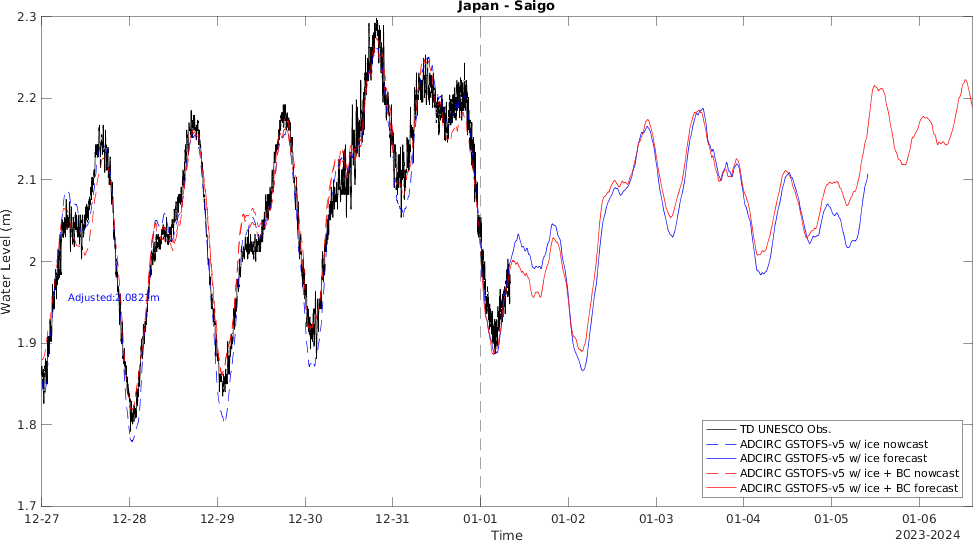 Japan - Saigo
2.3
2.2
2.1
2
1.9
1.8
1.7
Water Level (m)
12-27
12-28
12-29
12-30
12-31
01-01
01-02
01-03
01-04
01-05
01-06
Time
2023-2024
TD UNESCO Obs.
ADCIRC GSTOFS-v5 w/ ice nowcast
ADCIRC GSTOFS-v5 w/ ice forecast
ADCIRC GSTOFS-v5 w/ ice + BC nowcast
ADCIRC GSTOFS-v5 w/ ice + BC forecast